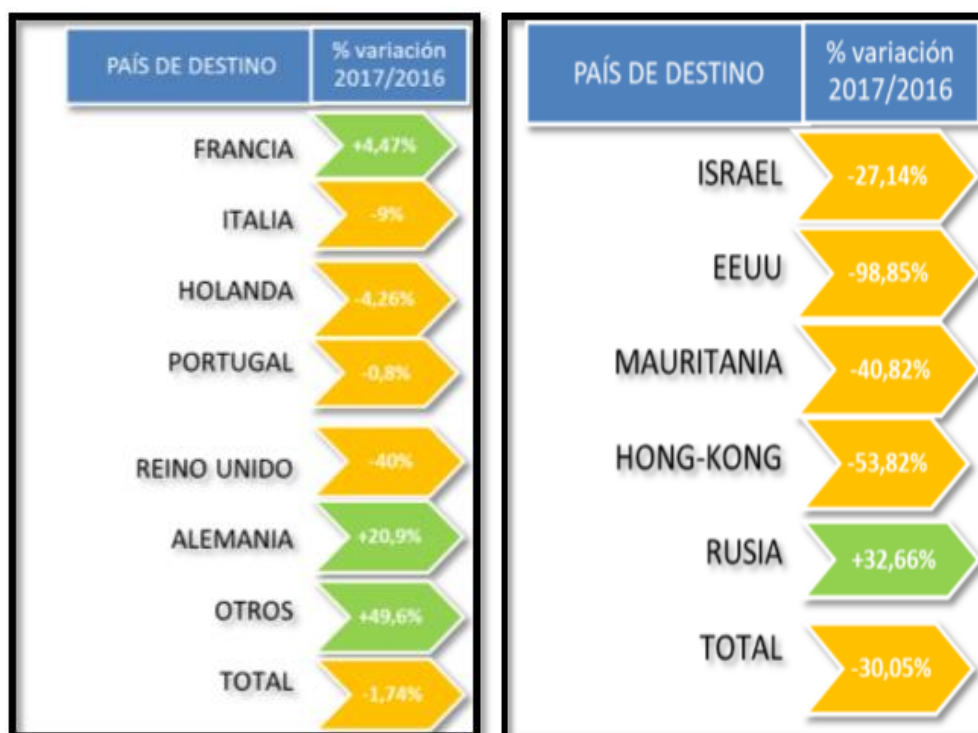 PAÍS DE DESTINO % variación
2017/2016
FRANCIA +4,47%
ITALIA -9%
HOLANDA -4,26%
PORTUGAL -0,8%
REINO UNIDO -40%
ALEMANIA +20,9%
OTROS +49,6%
TOTAL -1,74%
PAÍS DE DESTINO % variación
2017/2016
ISRAEL -27,14%
EEUU -98,85%
MAURITANIA -40,82%
HONG-KONG -53,82%
RUSIA +32,66%
TOTAL -30,05%